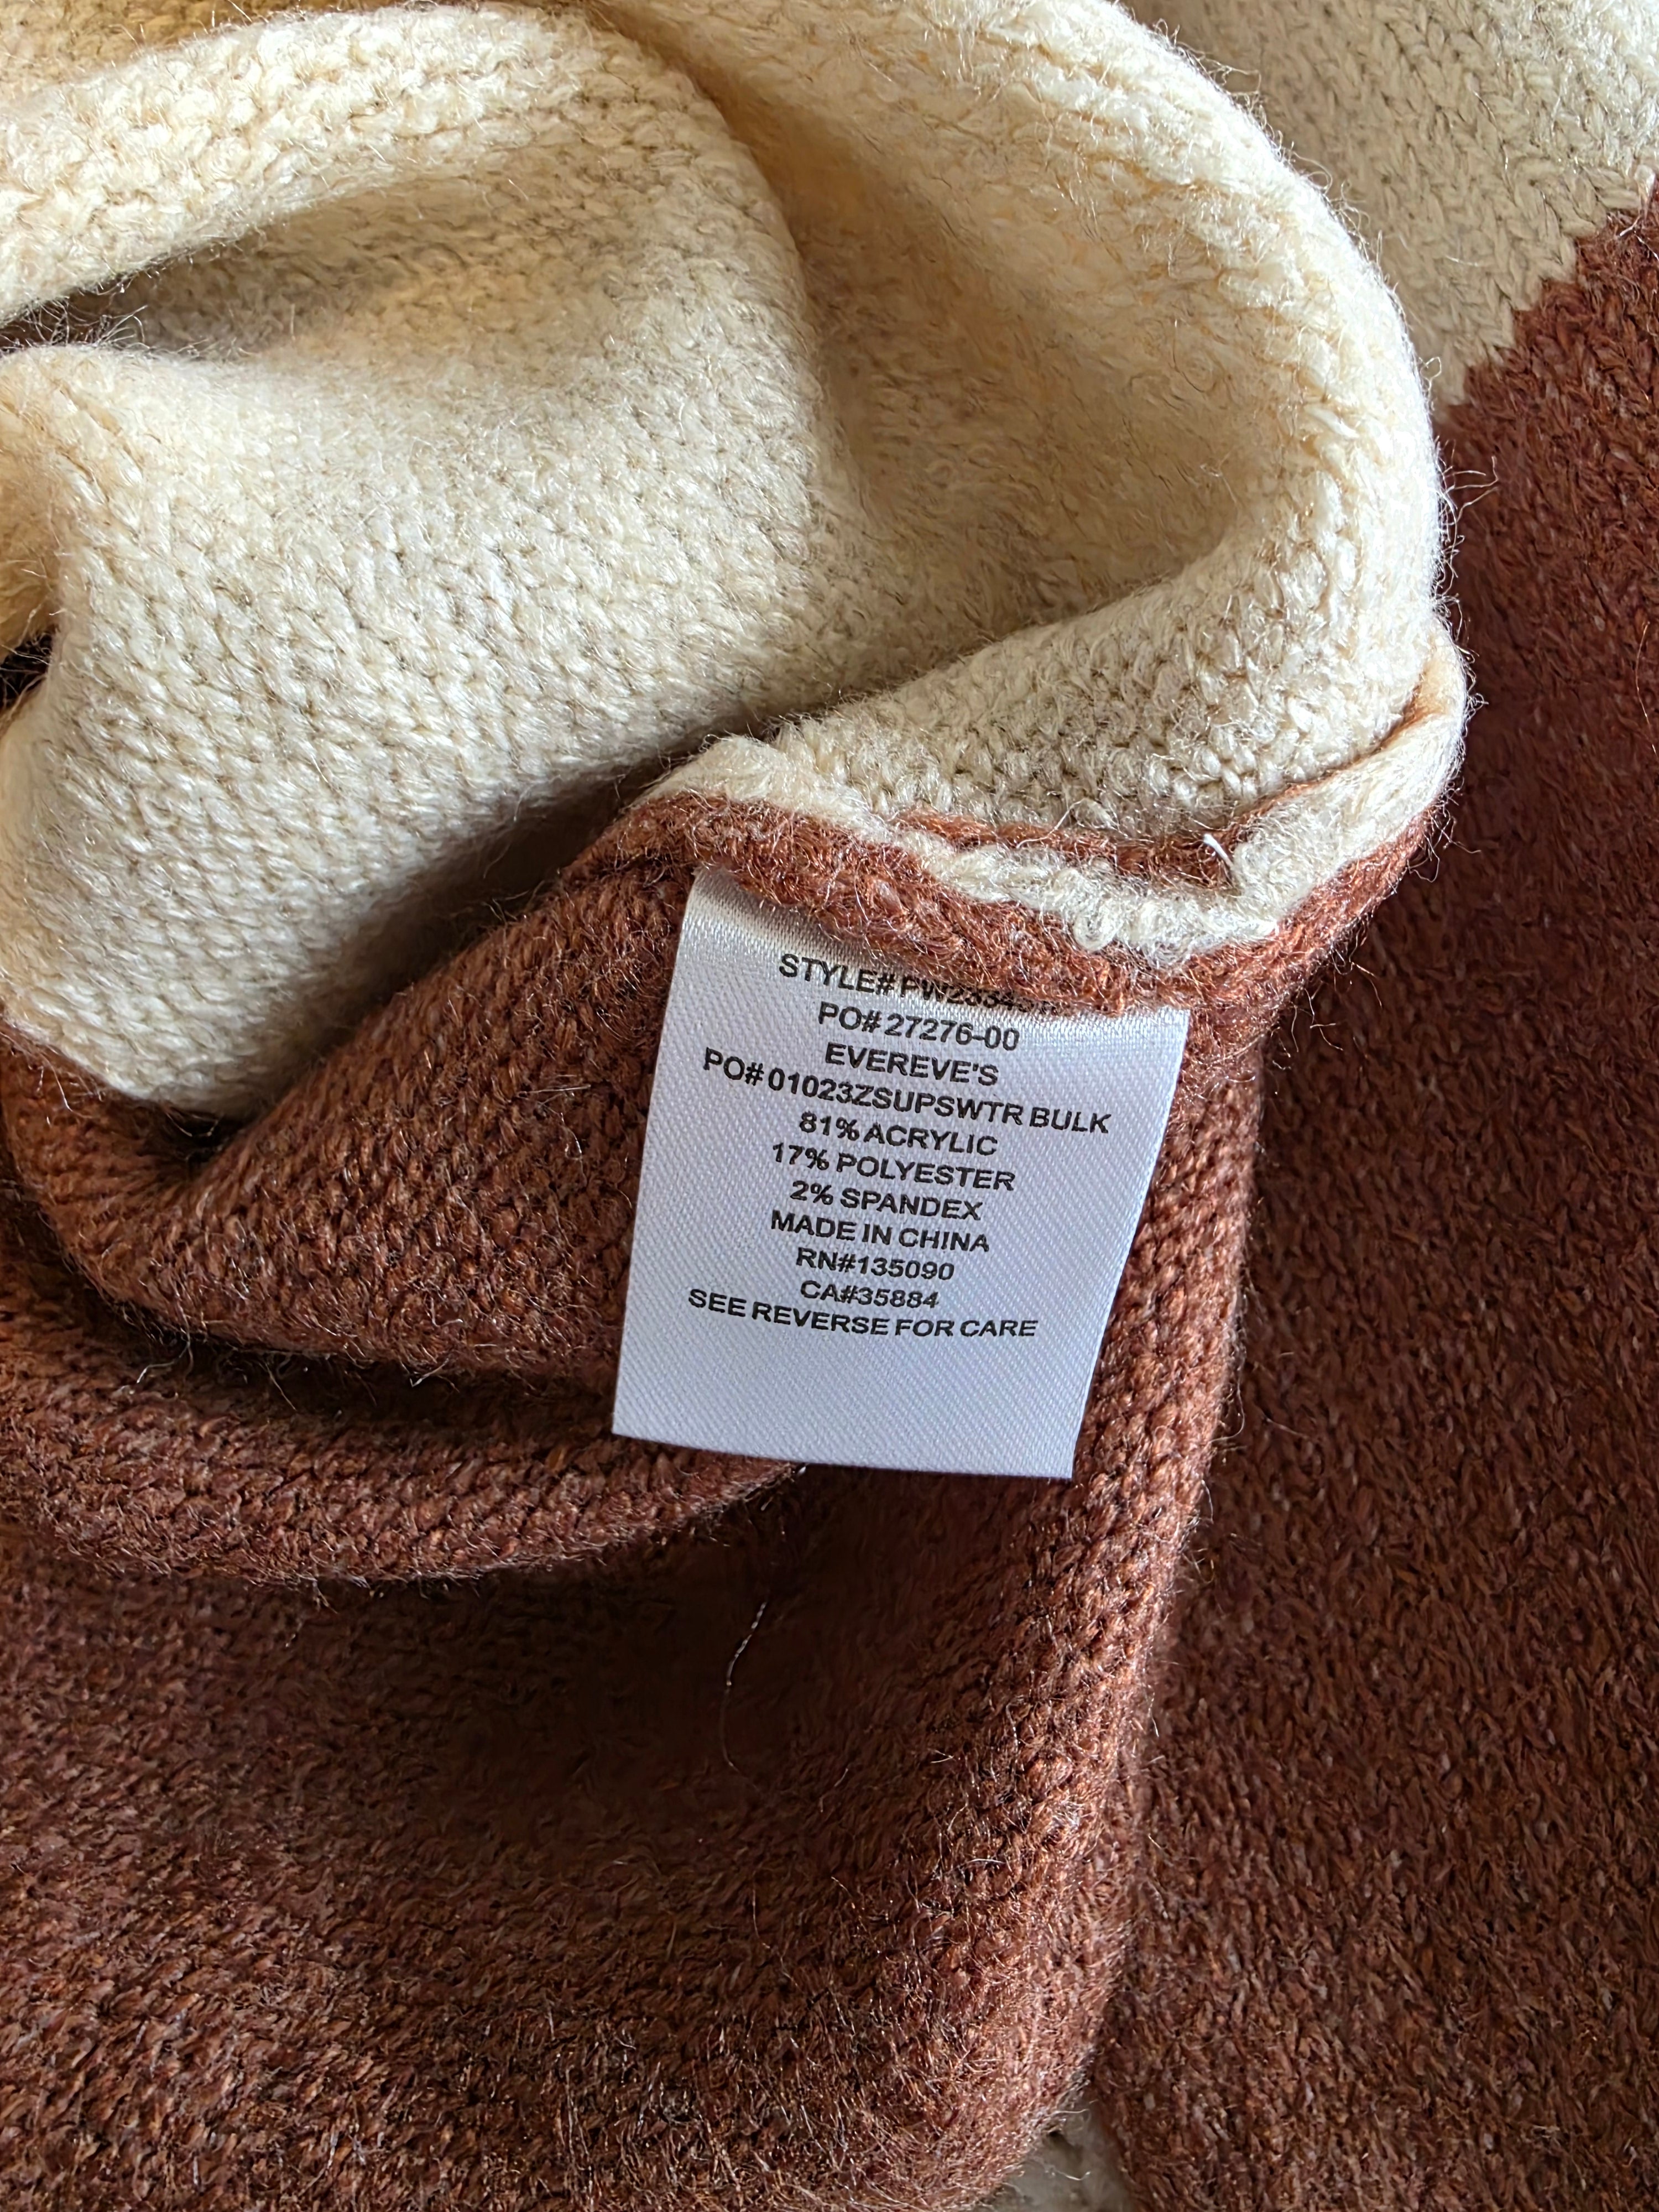 STYLE#
PO# 27276-00
EVEREVE'S
PO# 01023ZSUPSWTR BULK
81% ACRYLIC
17% POLYESTER
2% SPANDEX
MADE IN CHINA
RN#135090
CA#35884
SEE REVERSE FOR CARE